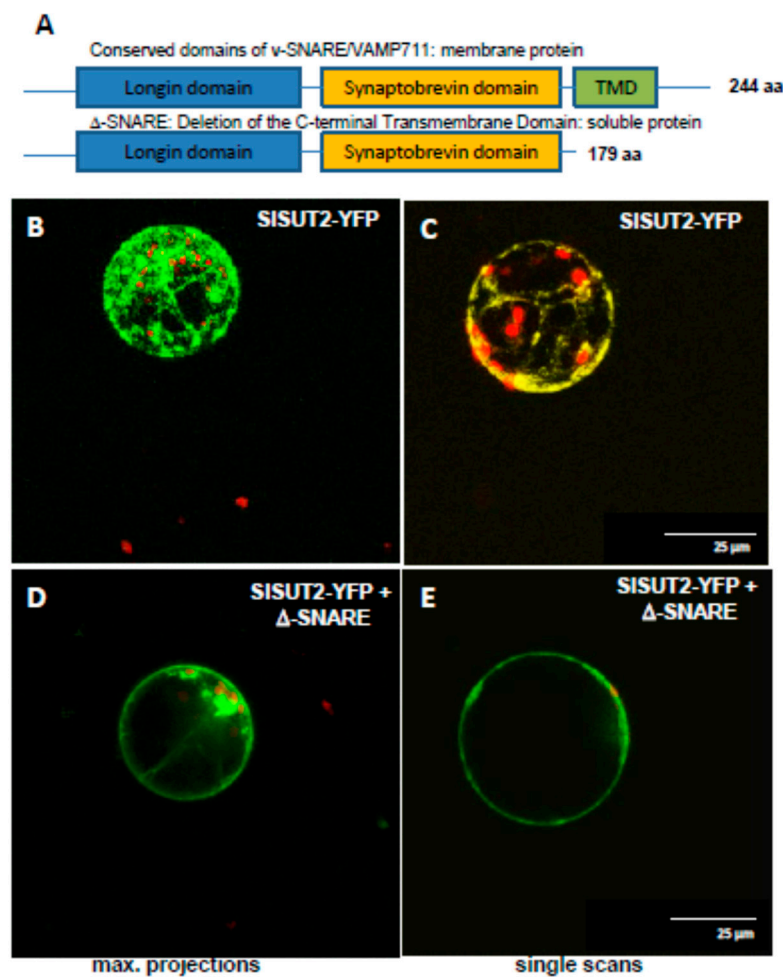 A
Conserved domains of v-SNARE/VAMP711: membrane protein
Longin domain Synaptobrevin domain TMD 244 aa
Δ-SNARE: Deletion of the C-terminal Transmembrane Domain: soluble protein
Longin domain Synaptobrevin domain 179 aa
B SlSUT2-YFP
C SlSUT2-YFP
25 µm
D SlSUT2-YFP +
Δ-SNARE
E SlSUT2-YFP +
Δ-SNARE
25 µm
max. projections
single scans